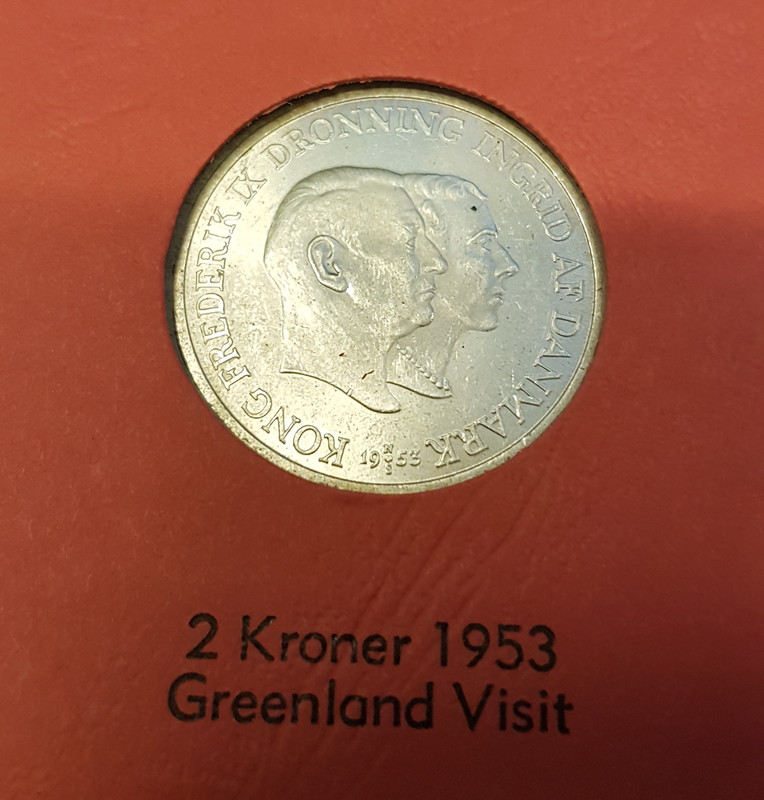 KONG FREDERIK IX DRONNING INGRID AF DANMARK
1953
N
S
2 Kroner 1953
Greenland Visit